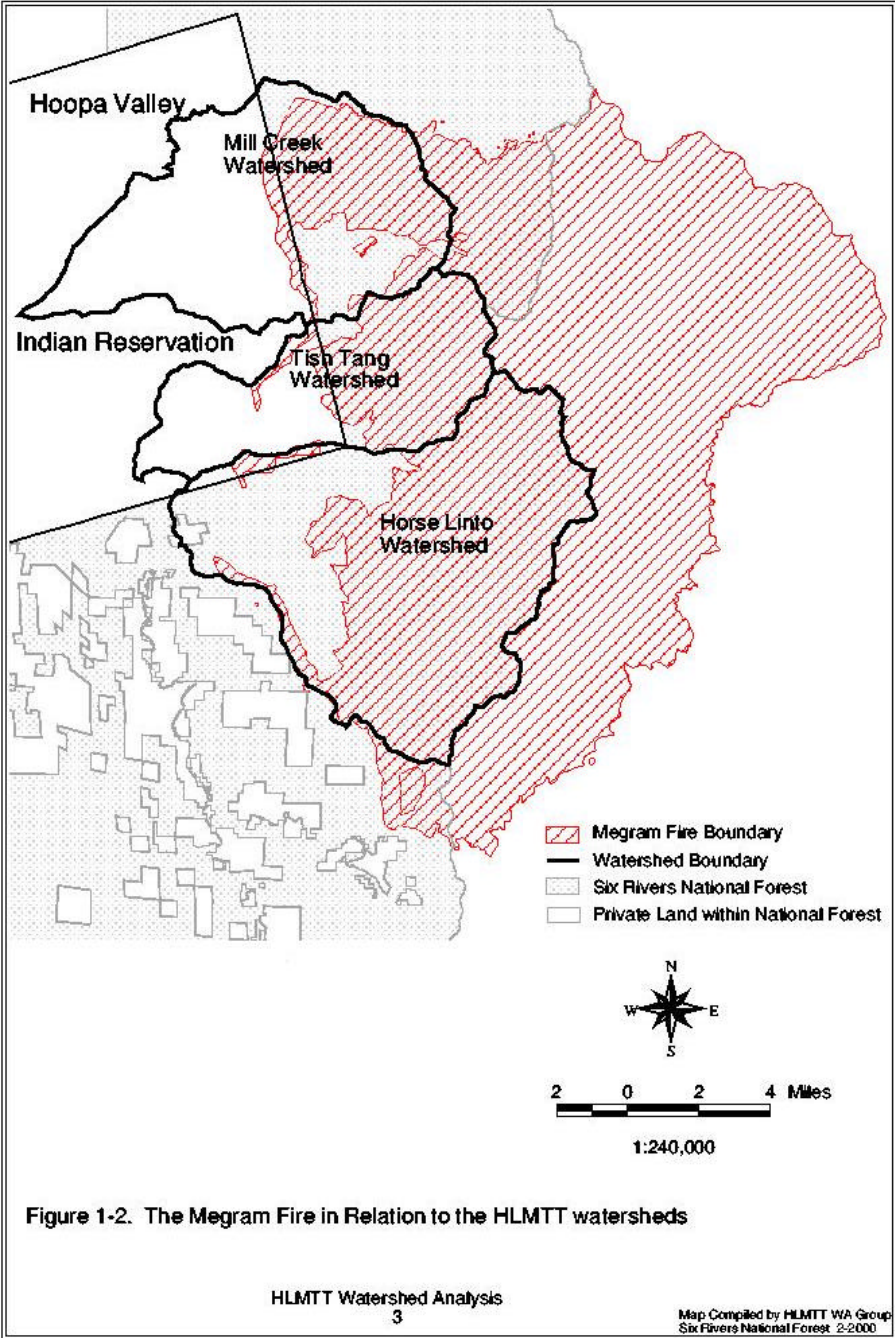 Hoopa Valley
Mill Creek
Watershed
Indian Reservation
Tish Tang
Watershed
Horse Linto
Watershed
Megram Fire Boundary
Watershed Boundary
Six Rivers National Forest
Private Land within National Forest
N
W E
S
2 0 2 4 Miles
1:240,000
Figure 1-2. The Megram Fire in Relation to the HLMTT watersheds
HLMTT Watershed Analysis
3
Map Compiled by HLMTT WA Group
Six Rivers National Forest 2-2000